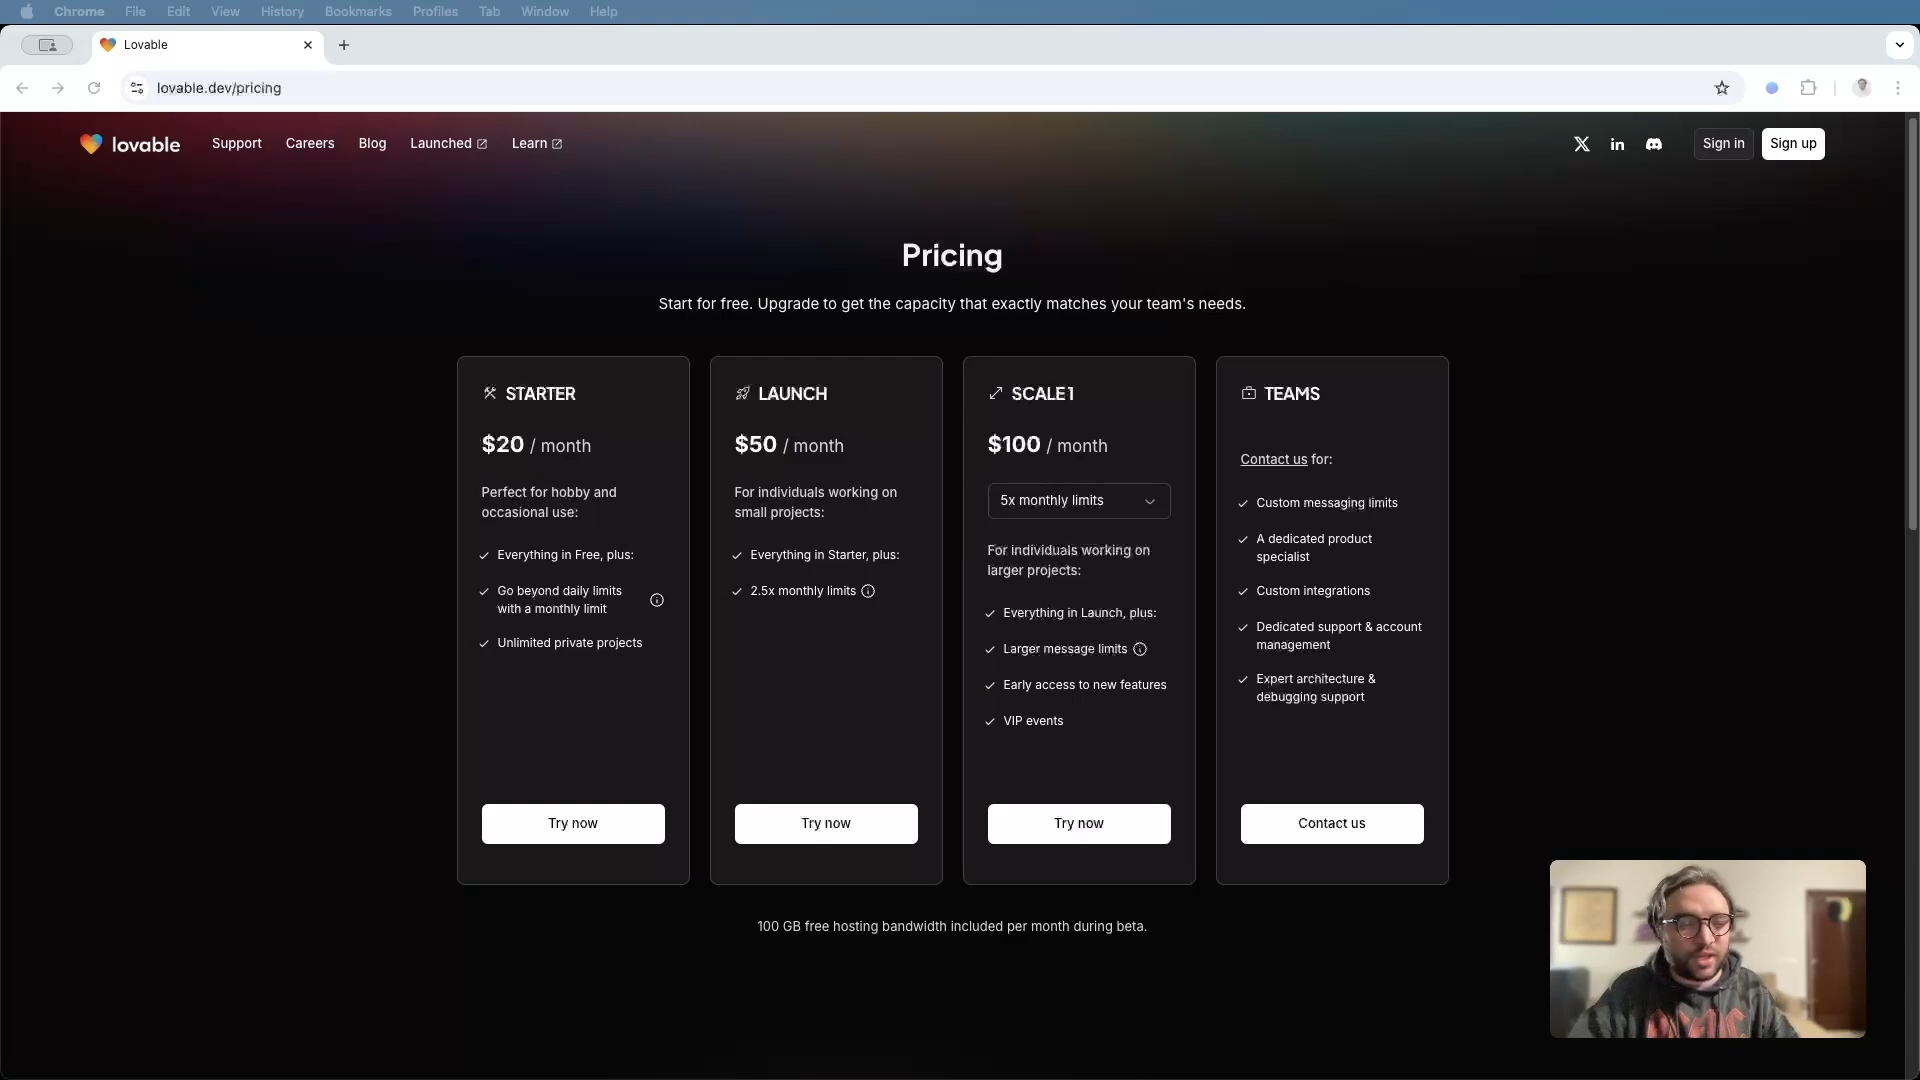 Chrome File Edit View History Bookmarks Profiles Tab Window Help
Lovable
lovable.dev/pricing
lovable Support Careers Blog Launched Learn Sign in Sign up
Pricing
Start for free. Upgrade to get the capacity that exactly matches your team's needs.
STARTER
$20 / month
Perfect for hobby and
occasional use:
Everything in Free, plus:
Go beyond daily limits
with a monthly limit
Unlimited private projects
Try now
LAUNCH
$50 / month
For individuals working on
small projects:
Everything in Starter, plus:
2.5x monthly limits
Try now
SCALE 1
$100 / month
5x monthly limits
For individuals working on
larger projects:
Everything in Launch, plus:
Larger message limits
Early access to new features
VIP events
Try now
TEAMS
Contact us for:
Custom messaging limits
A dedicated product
specialist
Custom integrations
Dedicated support & account
management
Expert architecture &
debugging support
Contact us
100 GB free hosting bandwidth included per month during beta.